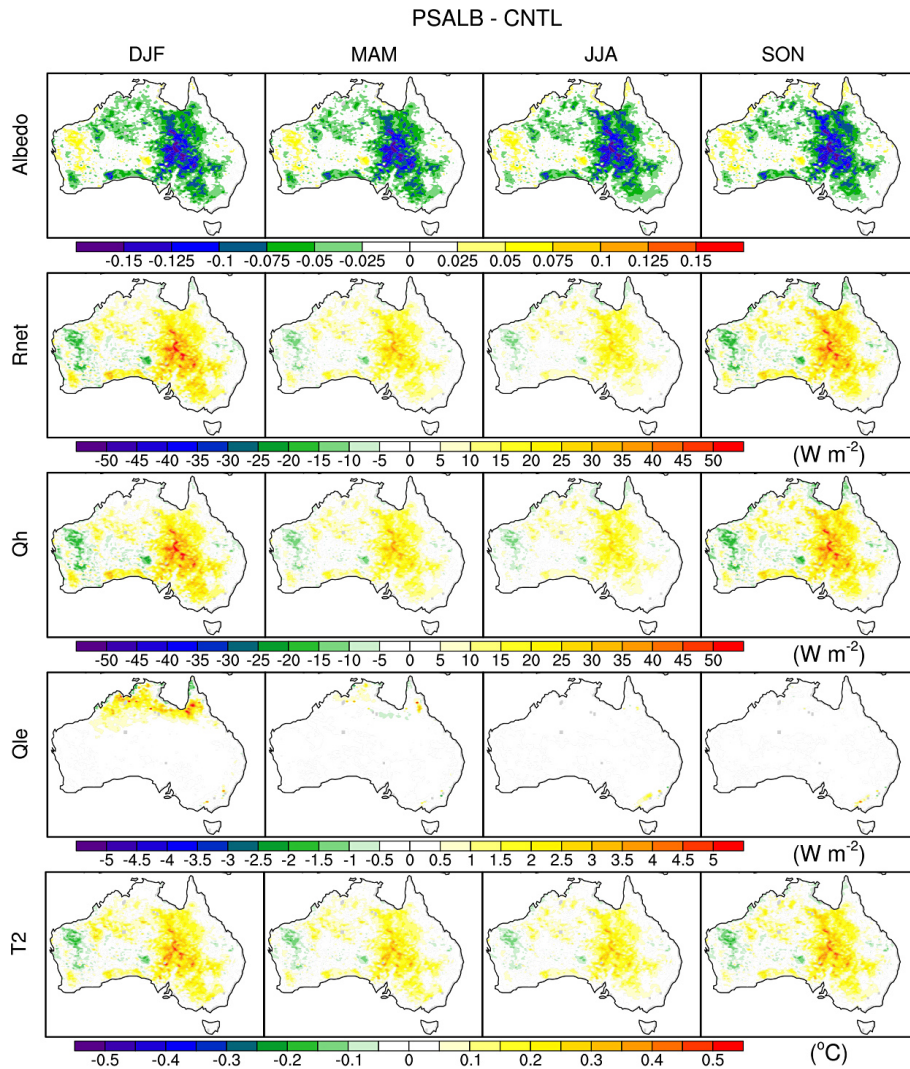 PSALB - CNTL
DJF MAM JJA SON
Albedo
-0.15 -0.125 -0.1 -0.075 -0.05 -0.025 0 0.025 0.05 0.075 0.1 0.125 0.15
Rnet
-50 -45 -40 -35 -30 -25 -20 -15 -10 -5 0 5 10 15 20 25 30 35 40 45 50 (W m-2)
Qh
-50 -45 -40 -35 -30 -25 -20 -15 -10 -5 0 5 10 15 20 25 30 35 40 45 50 (W m-2)
Qle
-5 -4.5 -4 -3.5 -3 -2.5 -2 -1.5 -1 -0.5 0 0.5 1 1.5 2 2.5 3 3.5 4 4.5 5 (W m-2)
T2
-0.5 -0.4 -0.3 -0.2 -0.1 0 0.1 0.2 0.3 0.4 0.5 (oC)